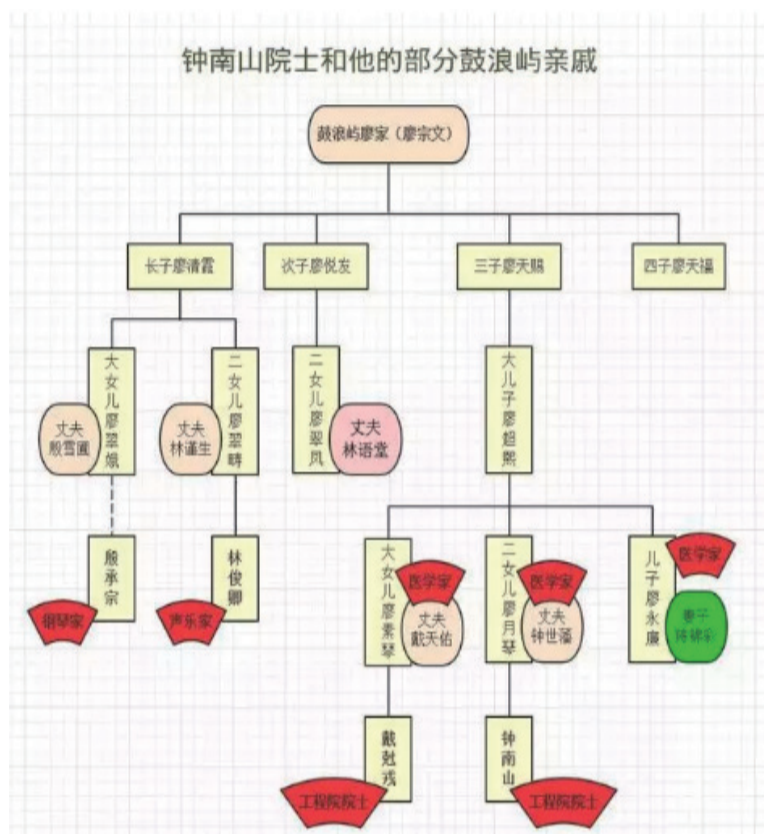 钟南山院士和他的部分鼓浪屿亲戚
鼓浪屿廖家（廖宗文）
长子廖清霞
次子廖悦发
三子廖天赐
四子廖天福
大女儿廖翠娥
丈夫
殷雪圃
二女儿廖翠畴
丈夫
林谨生
二女儿廖翠凤
丈夫
林语堂
大儿子廖超熙
殷承宗
钢琴家
林俊卿
声乐家
大女儿廖素琴
医学家
丈夫
戴天佑
二女儿廖月琴
医学家
丈夫
钟世藩
儿子廖永廉
医学家
妻子
陈锦彩
戴尅戎
工程院院士
钟南山
工程院院士